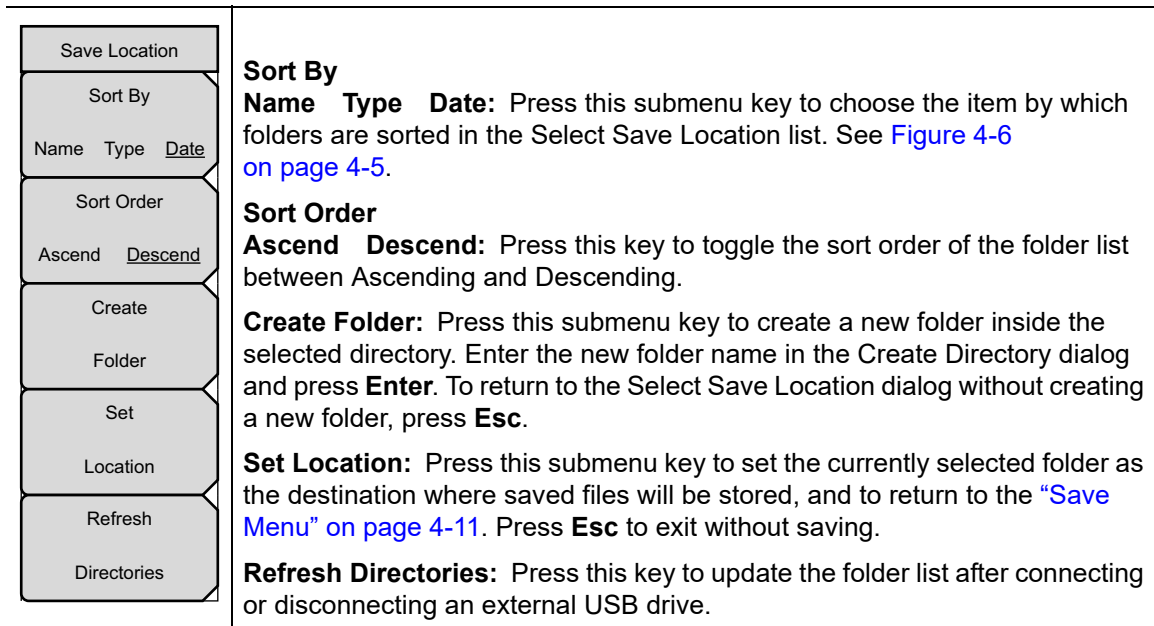 Save Location
Sort By
Name Type Date
Sort Order
Ascend Descend
Create
Folder
Set
Location
Refresh
Directories
Sort By
Name Type Date: Press this submenu key to choose the item by which
folders are sorted in the Select Save Location list. See Figure 4-6
on page 4-5.
Sort Order
Ascend Descend: Press this key to toggle the sort order of the folder list
between Ascending and Descending.
Create Folder: Press this submenu key to create a new folder inside the
selected directory. Enter the new folder name in the Create Directory dialog
and press Enter. To return to the Select Save Location dialog without creating
a new folder, press Esc.
Set Location: Press this submenu key to set the currently selected folder as
the destination where saved files will be stored, and to return to the “Save
Menu” on page 4-11. Press Esc to exit without saving.
Refresh Directories: Press this key to update the folder list after connecting
or disconnecting an external USB drive.